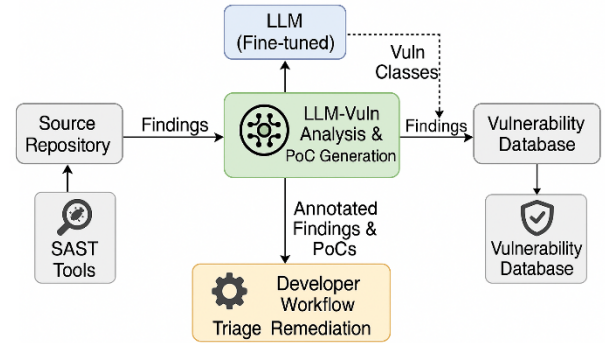 LLM
(Fine-tuned)
Vuln
Classes
Source
Repository
Findings
LLM-Vuln
Analysis &
PoC Generation
Findings
Vulnerability
Database
SAST
Tools
Annotated
Findings &
PoCs
Vulnerability
Database
Developer
Workflow
Triage Remediation